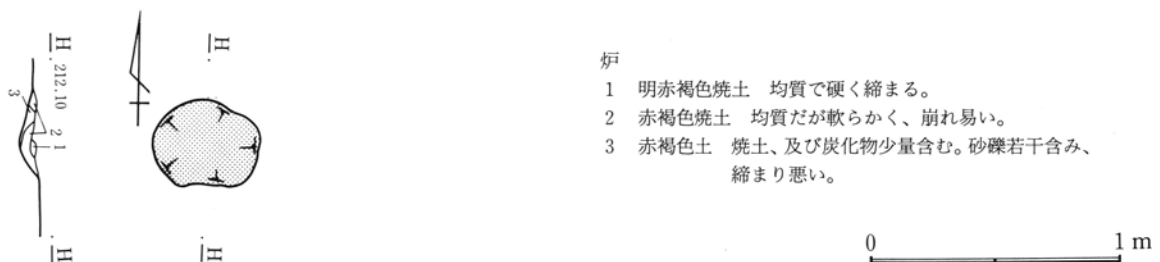 H
H
212.10
3
2
1
H
H
炉
1 明赤褐色焼土 均質で硬く締まる。
2 赤褐色焼土 均質だが軟らかく、崩れ易い。
3 赤褐色土 焼土、及び炭化物少量含む。砂礫若干含み、
締まり悪い。
0 1 m